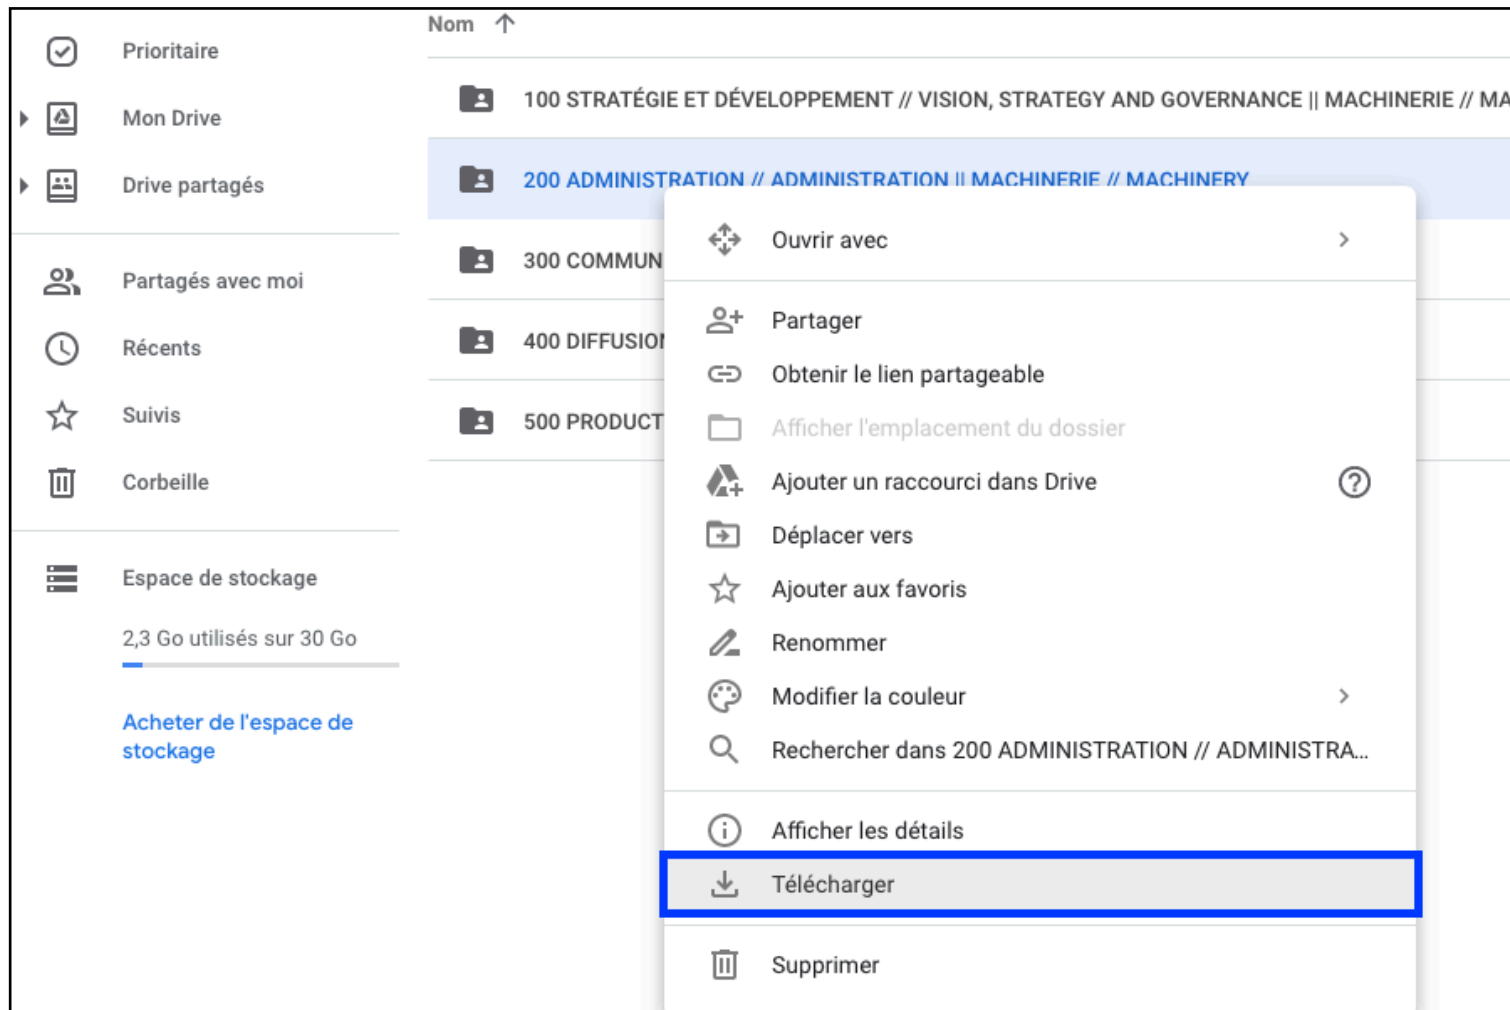 Nom
Prioritaire
Mon Drive
Drive partagés
Partagés avec moi
Récents
Suivis
Corbeille
Espace de stockage
2,3 Go utilisés sur 30 Go
Acheter de l'espace de
stockage
100 STRATÉGIE ET DÉVELOPPEMENT // VISION, STRATEGY AND GOVERNANCE || MACHINERIE // MA
200 ADMINISTRATION // ADMINISTRATION || MACHINERIE // MACHINERY
300 COMMUN
400 DIFFUSION
500 PRODUCT
Ouvrir avec
Partager
Obtenir le lien partageable
Afficher l'emplacement du dossier
Ajouter un raccourci dans Drive
Déplacer vers
Ajouter aux favoris
Renommer
Modifier la couleur
Rechercher dans 200 ADMINISTRATION // ADMINISTRA...
Afficher les détails
Télécharger
Supprimer